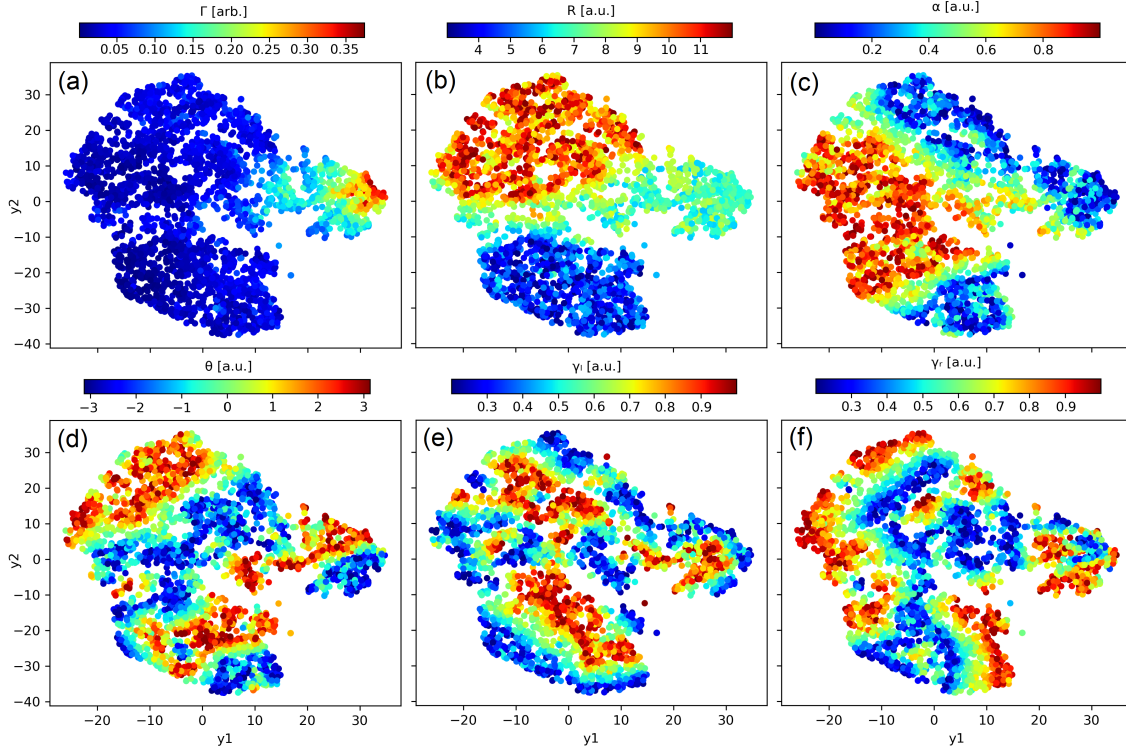 Γ [arb.] R [a.u.] α [a.u.]
0.05 0.10 0.15 0.20 0.25 0.30 0.35 4 5 6 7 8 9 10 11 0.2 0.4 0.6 0.8
(a) (b) (c)
30
20
10
0
−10
−20
−30
−40
y2
θ [a.u.] γₗ [a.u.] γᵣ [a.u.]
−3 −2 −1 0 1 2 3 0.3 0.4 0.5 0.6 0.7 0.8 0.9 0.3 0.4 0.5 0.6 0.7 0.8 0.9
(d) (e) (f)
30
20
10
0
−10
−20
−30
−40
y2
−20 −10 0 10 20 30 −20 −10 0 10 20 30 −20 −10 0 10 20 30
y1 y1 y1